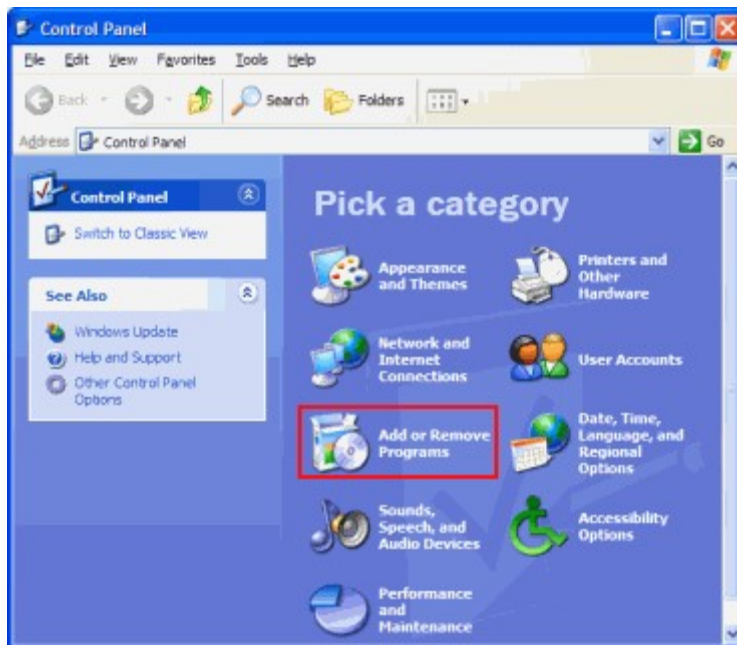 Control Panel
File Edit View Favorites Tools Help
Back Search Folders
Address Control Panel Go
Control Panel
Switch to Classic View
See Also
Windows Update
Help and Support
Other Control Panel
Options
Pick a category
Appearance
and Themes
Printers and
Other
Hardware
Network and
Internet
Connections
User Accounts
Add or Remove
Programs
Date, Time,
Language, and
Regional
Options
Sounds,
Speech, and
Audio Devices
Accessibility
Options
Performance
and
Maintenance